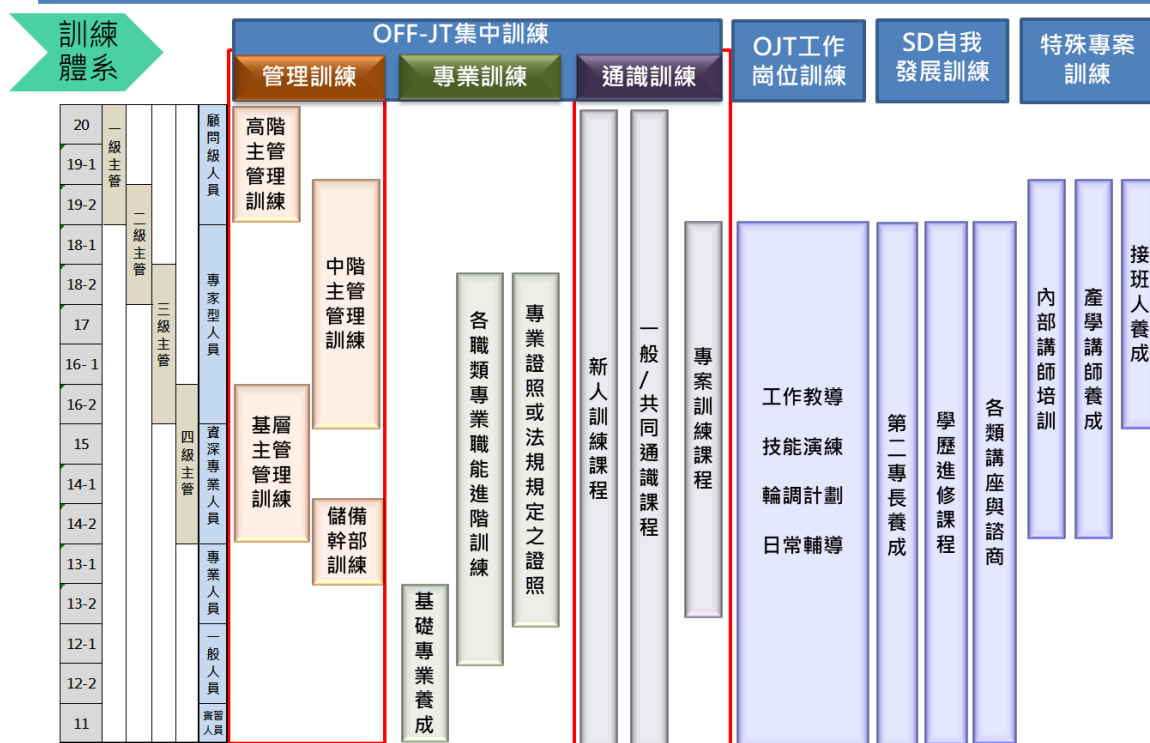 訓練
體系
OFF-JT集中訓練
管理訓練
專業訓練
通識訓練
OJT工作
崗位訓練
SD自我
發展訓練
特殊專案
訓練
20
19-1
19-2
18-1
18-2
17
16- 1
16-2
15
14-1
14-2
13-1
13-2
12-1
12-2
11
一級主管
二級主管
三級主管
四級主管
顧問級人員
專家型人員
資深專業人員
專業人員
一般人員
實習
人員
高階
主管
管理
訓練
中階
主管
管理
訓練
基層
主管
管理
訓練
儲備
幹部
訓練
基礎專業養成
各職類專業職能進階訓練
專業證照或法規規定之證照
新人訓練課程
一般/共同通識課程
專案訓練課程
工作教導
技能演練
輪調計劃
日常輔導
第二專長養成
學歷進修課程
各類講座與諮商
內部講師培訓
產學講師養成
接班人養成